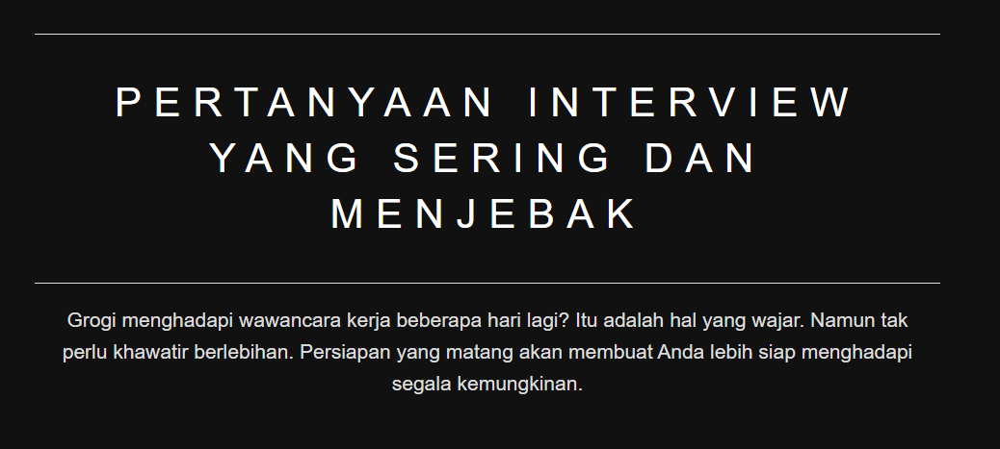 PERTANYAAN INTERVIEW
YANG SERING DAN
MENJEBAK
Grogi menghadapi wawancara kerja beberapa hari lagi? Itu adalah hal yang wajar. Namun tak
perlu khawatir berlebihan. Persiapan yang matang akan membuat Anda lebih siap menghadapi
segala kemungkinan.